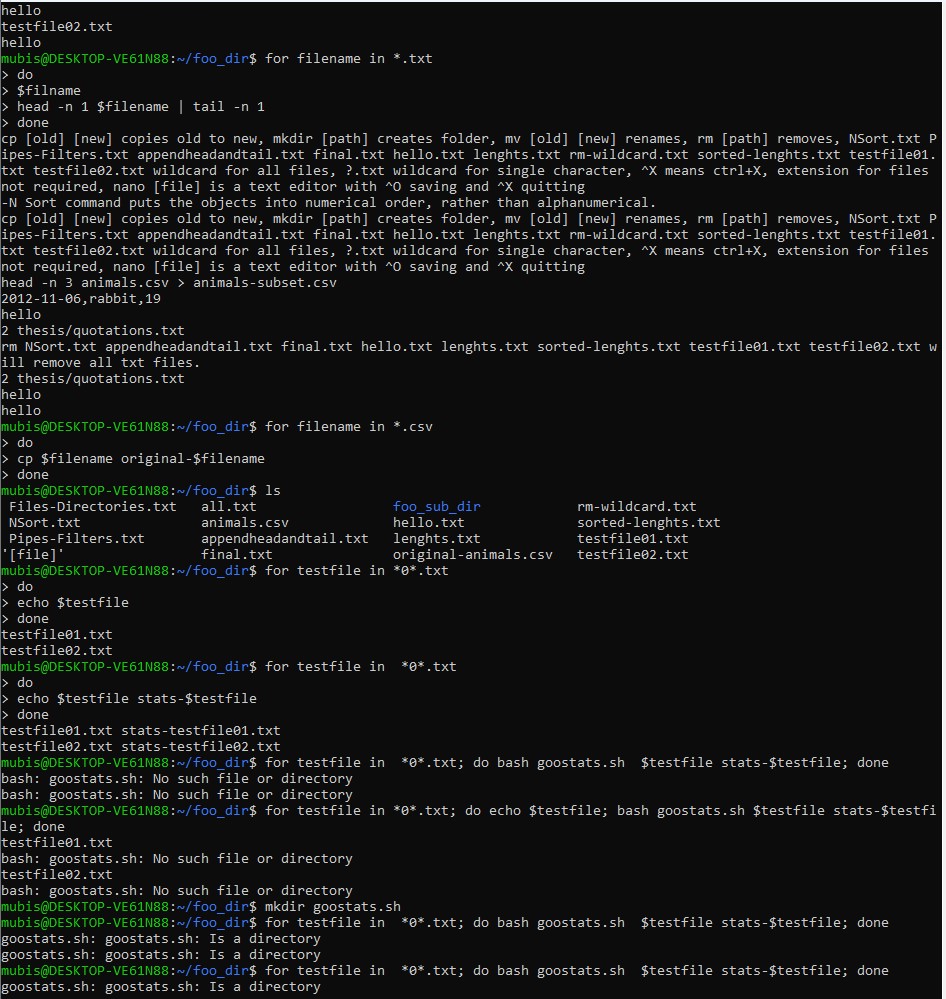 hello
testfile02.txt
hello
mubis@DESKTOP-VE61N88:~/foo_dir$ for filename in *.txt
> do
> $filname
> head -n 1 $filename | tail -n 1
> done
cp [old] [new] copies old to new, mkdir [path] creates folder, mv [old] [new] renames, rm [path] removes, NSort.txt P
ipes-Filters.txt appendheadandtail.txt final.txt hello.txt lenghts.txt rm-wildcard.txt sorted-lenghts.txt testfile01.
txt testfile02.txt wildcard for all files, ?.txt wildcard for single character, ^X means ctrl+X, extension for files
not required, nano [file] is a text editor with ^O saving and ^X quitting
-N Sort command puts the objects into numerical order, rather than alphanumerical.
cp [old] [new] copies old to new, mkdir [path] creates folder, mv [old] [new] renames, rm [path] removes, NSort.txt P
ipes-Filters.txt appendheadandtail.txt final.txt hello.txt lenghts.txt rm-wildcard.txt sorted-lenghts.txt testfile01.
txt testfile02.txt wildcard for all files, ?.txt wildcard for single character, ^X means ctrl+X, extension for files
not required, nano [file] is a text editor with ^O saving and ^X quitting
head -n 3 animals.csv > animals-subset.csv
2012-11-06,rabbit,19
hello
2 thesis/quotations.txt
rm NSort.txt appendheadandtail.txt final.txt hello.txt lenghts.txt sorted-lenghts.txt testfile01.txt testfile02.txt w
ill remove all txt files.
2 thesis/quotations.txt
hello
hello
mubis@DESKTOP-VE61N88:~/foo_dir$ for filename in *.csv
> do
> cp $filename original-$filename
> done
mubis@DESKTOP-VE61N88:~/foo_dir$ ls
Files-Directories.txt all.txt foo_sub_dir rm-wildcard.txt
NSort.txt animals.csv hello.txt sorted-lenghts.txt
Pipes-Filters.txt appendheadandtail.txt lenghts.txt testfile01.txt
'[file]' final.txt original-animals.csv testfile02.txt
mubis@DESKTOP-VE61N88:~/foo_dir$ for testfile in *0*.txt
> do
> echo $testfile
> done
testfile01.txt
testfile02.txt
mubis@DESKTOP-VE61N88:~/foo_dir$ for testfile in  *0*.txt
> do
> echo $testfile stats-$testfile
> done
testfile01.txt stats-testfile01.txt
testfile02.txt stats-testfile02.txt
mubis@DESKTOP-VE61N88:~/foo_dir$ for testfile in  *0*.txt; do bash goostats.sh  $testfile stats-$testfile; done
bash: goostats.sh: No such file or directory
bash: goostats.sh: No such file or directory
mubis@DESKTOP-VE61N88:~/foo_dir$ for testfile in *0*.txt; do echo $testfile; bash goostats.sh $testfile stats-$testfi
le; done
testfile01.txt
bash: goostats.sh: No such file or directory
testfile02.txt
bash: goostats.sh: No such file or directory
mubis@DESKTOP-VE61N88:~/foo_dir$ mkdir goostats.sh
mubis@DESKTOP-VE61N88:~/foo_dir$ for testfile in  *0*.txt; do bash goostats.sh  $testfile stats-$testfile; done
goostats.sh: goostats.sh: Is a directory
goostats.sh: goostats.sh: Is a directory
mubis@DESKTOP-VE61N88:~/foo_dir$ for testfile in  *0*.txt; do bash goostats.sh  $testfile stats-$testfile; done
goostats.sh: goostats.sh: Is a directory